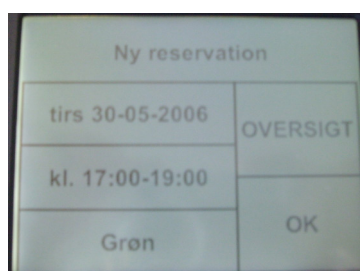 Ny reservation
tirs 30-05-2006
OVERSIGT
kl. 17:00-19:00
OK
Grøn